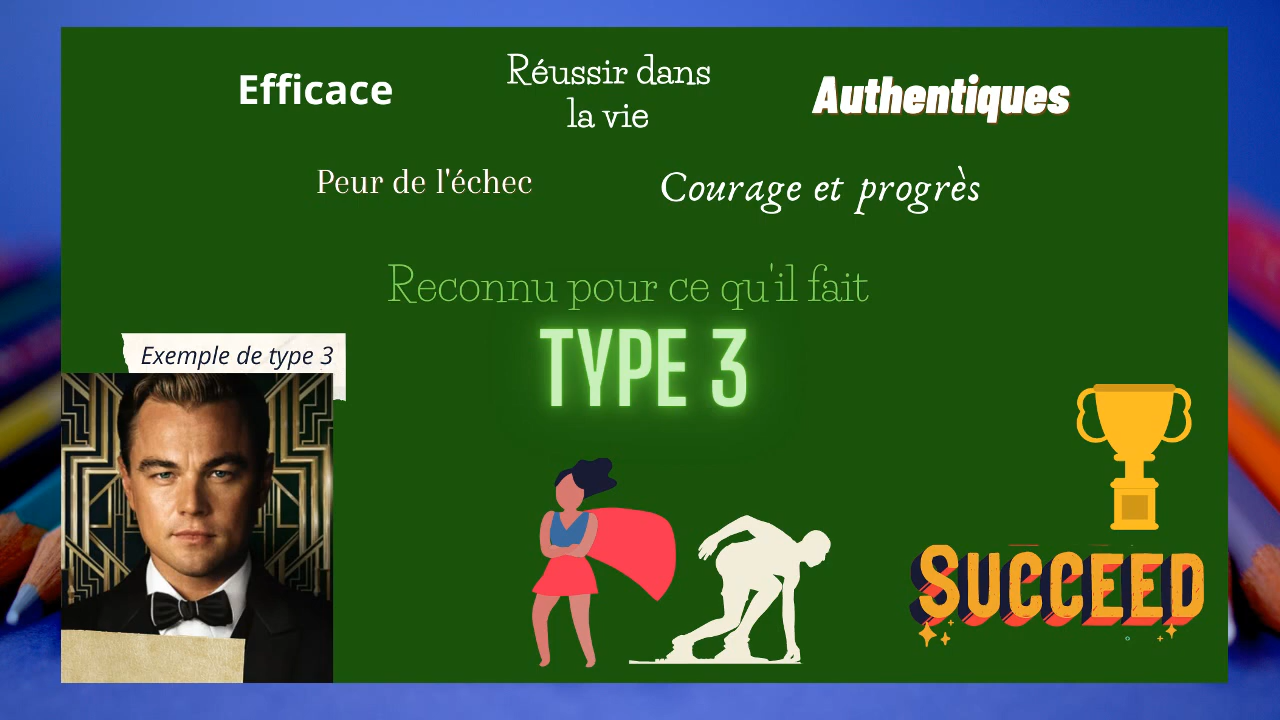 Efficace
Réussir dans
la vie
Authentiques
Peur de l'échec
Courage et progrès
Reconnu pour ce qu'il fait
TYPE 3
Exemple de type 3
SUCCEED